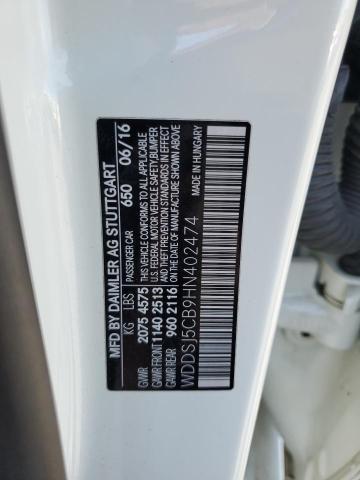 MFD BY DAIMLER AG STUTTGART
PASSENGER CAR 650 06/16
KG LBS
GVWR 2075 4575
GAWR FRONT 1140 2513
GAWR REAR 960 2116
THIS VEHICLE CONFORMS TO ALL APPLICABLE
U.S.FEDERAL MOTOR VEHICLE SAFETY,BUMPER
AND THEFT PREVENTION STANDARDS IN EFFECT
ON THE DATE OF MANUFACTURE SHOWN ABOVE
MADE IN HUNGARY
WDDSJ5CB9HN402474